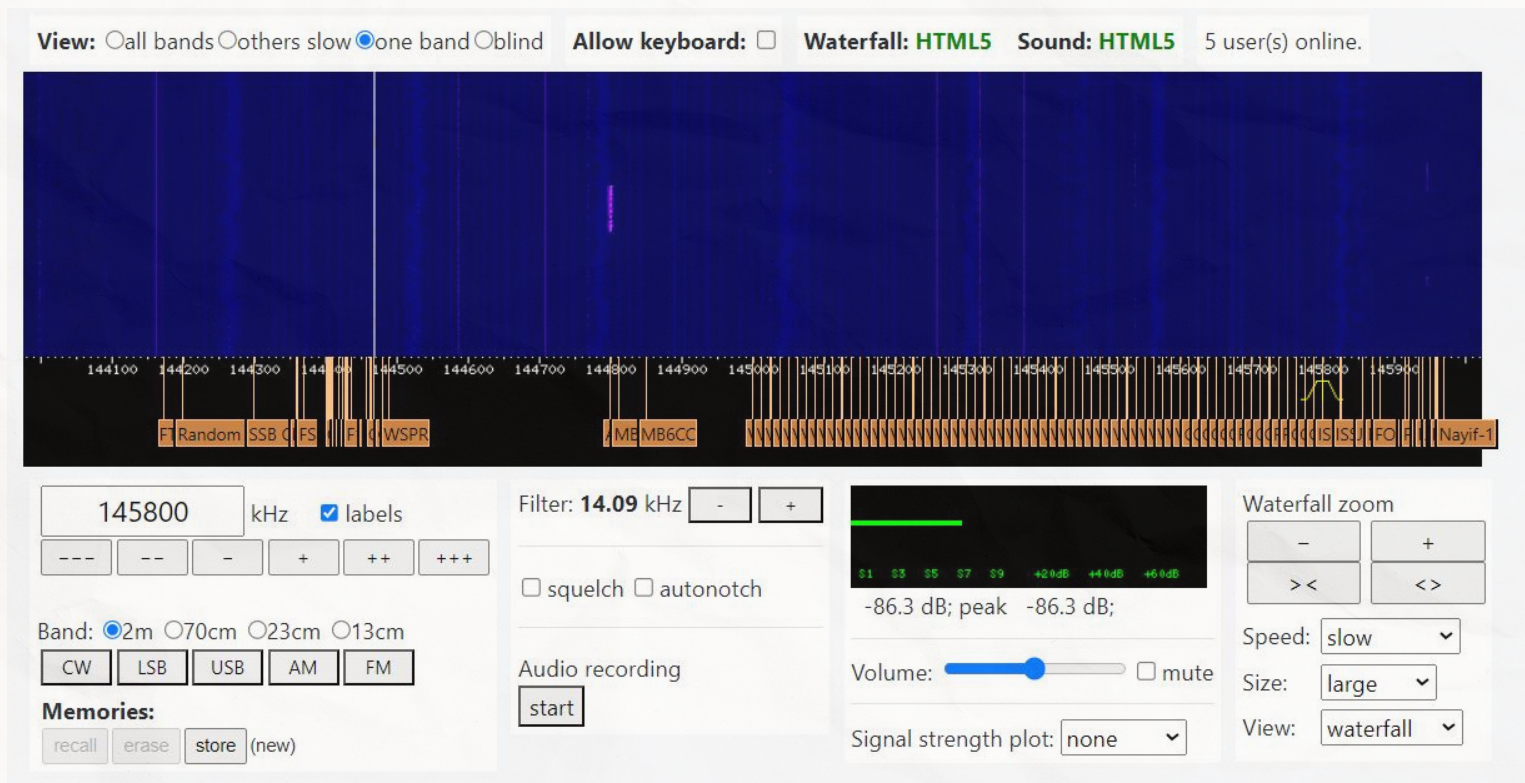 View: all bands others slow one band blind Allow keyboard: Waterfall: HTML5 Sound: HTML5 5 user(s) online.
144100 144200 144300 144500 144600 144700 144800 144900 145000 145100 145200 145300 145400 145500 145600 145700 145800 145900
Random SSB FS F WSPR MB6CC IS ISS FO Nayif-1
145800 kHz labels
--- -- - + ++ +++
Band: 2m 70cm 23cm 13cm
CW LSB USB AM FM
Memories:
recall erase store (new)
Filter: 14.09 kHz - +
squelch autonotch
Audio recording
start
S1 S3 S5 S7 S9 +20dB +40dB +60dB
-86.3 dB; peak -86.3 dB;
Volume: mute
Signal strength plot: none
Waterfall zoom
- +
>< <>
Speed: slow
Size: large
View: waterfall